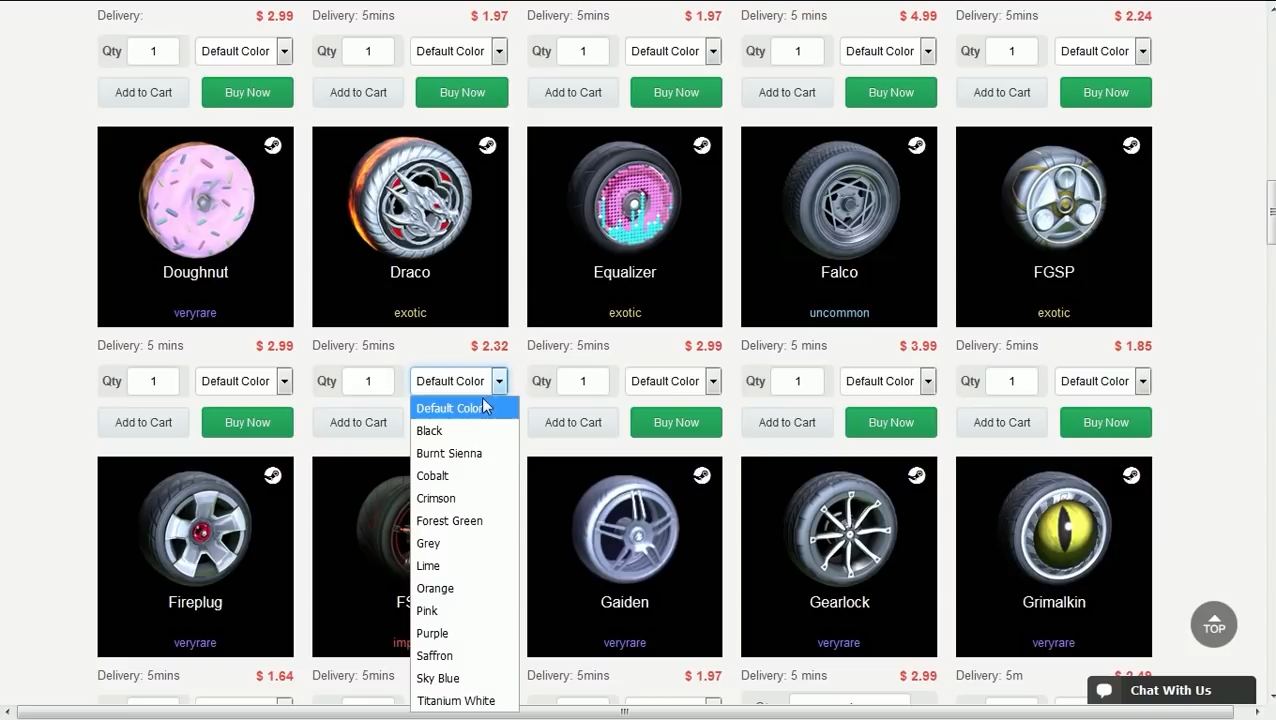 Delivery: $ 2.99 Delivery: 5mins $ 1.97 Delivery: 5mins $ 1.97 Delivery: 5 mins $ 4.99 Delivery: 5mins $ 2.24
Qty 1 Default Color Qty 1 Default Color Qty 1 Default Color Qty 1 Default Color Qty 1 Default Color
Add to Cart Buy Now Add to Cart Buy Now Add to Cart Buy Now Add to Cart Buy Now Add to Cart Buy Now
Doughnut Draco Equalizer Falco FGSP
veryrare exotic exotic uncommon exotic
Delivery: 5 mins $ 2.99 Delivery: 5mins $ 2.32 Delivery: 5mins $ 2.99 Delivery: 5 mins $ 3.99 Delivery: 5mins $ 1.85
Qty 1 Default Color Qty 1 Default Color Qty 1 Default Color Qty 1 Default Color Qty 1 Default Color
Add to Cart Buy Now Add to Cart Add to Cart Buy Now Add to Cart Buy Now Add to Cart Buy Now
Default Color
Black
Burnt Sienna
Cobalt
Crimson
Forest Green
Grey
Lime
Orange
Pink
Purple
Saffron
Sky Blue
Titanium White
Fireplug Gaiden Gearlock Grimalkin
veryrare veryrare veryrare veryrare
Delivery: 5mins $ 1.64 Delivery: 5mins $ 1.97 Delivery: 5mins $ 2.99 Delivery: 5m
TOP
Chat With Us